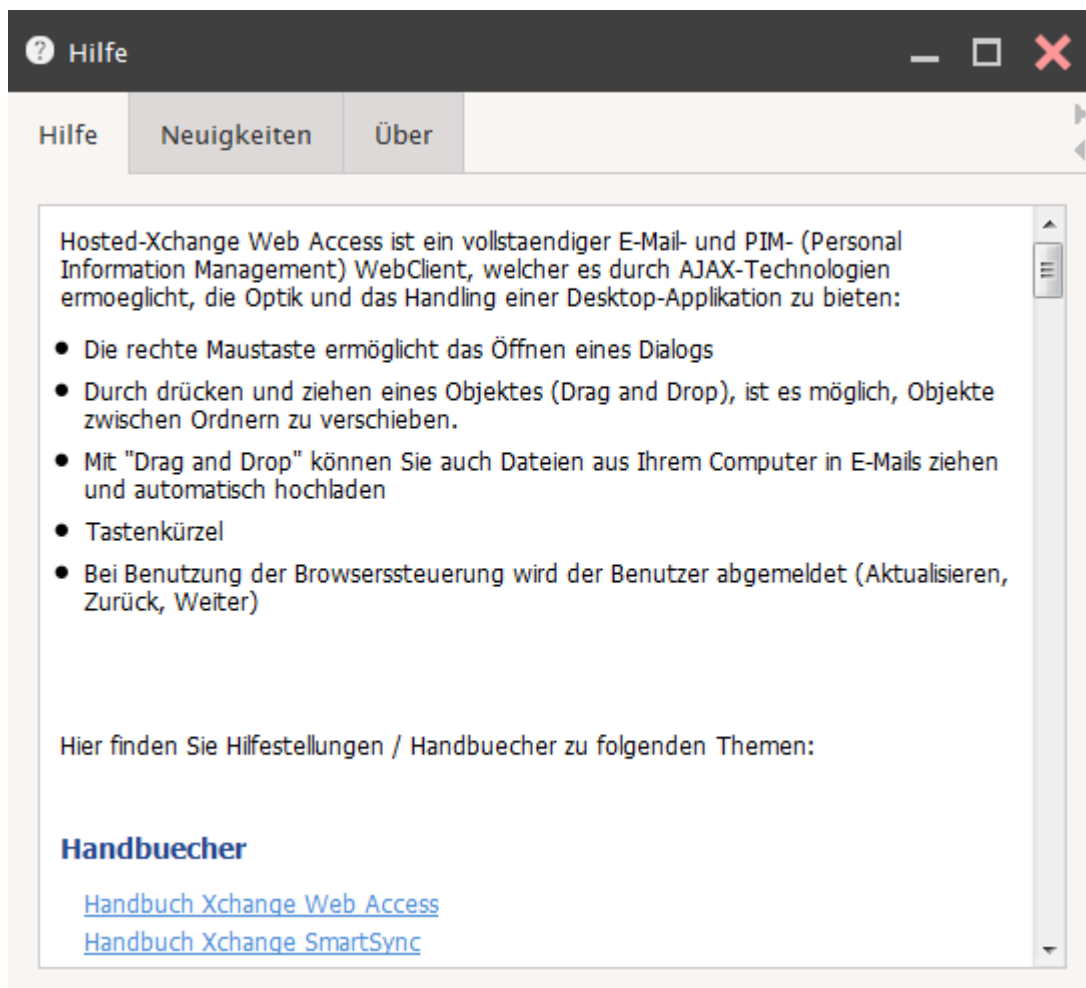 Hilfe
Hilfe
Neuigkeiten
Über
Hosted-Xchange Web Access ist ein vollstaendiger E-Mail- und PIM- (Personal
Information Management) WebClient, welcher es durch AJAX-Technologien
ermoeglicht, die Optik und das Handling einer Desktop-Applikation zu bieten:
Die rechte Maustaste ermöglicht das Öffnen eines Dialogs
Durch drücken und ziehen eines Objektes (Drag and Drop), ist es möglich, Objekte
zwischen Ordnern zu verschieben.
Mit "Drag and Drop" können Sie auch Dateien aus Ihrem Computer in E-Mails ziehen
und automatisch hochladen
Tastenkürzel
Bei Benutzung der Browserssteuerung wird der Benutzer abgemeldet (Aktualisieren,
Zurück, Weiter)
Hier finden Sie Hilfestellungen / Handbuecher zu folgenden Themen:
Handbuecher
Handbuch Xchange Web Access
Handbuch Xchange SmartSync